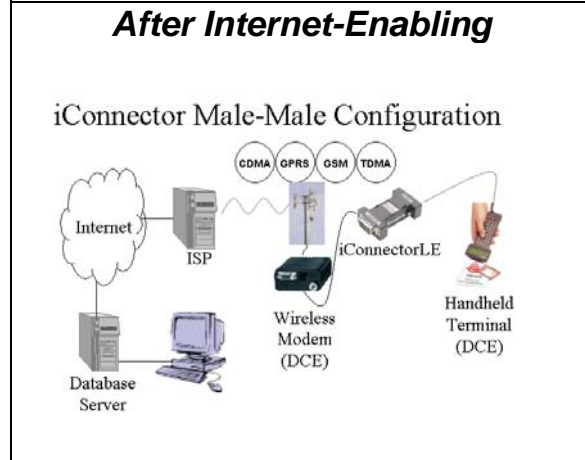 After Internet-Enabling
iConnector Male-Male Configuration
CDMA GPRS GSM TDMA
Internet
ISP
iConnectorLE
Wireless
Modem
(DCE)
Handheld
Terminal
(DCE)
Database
Server